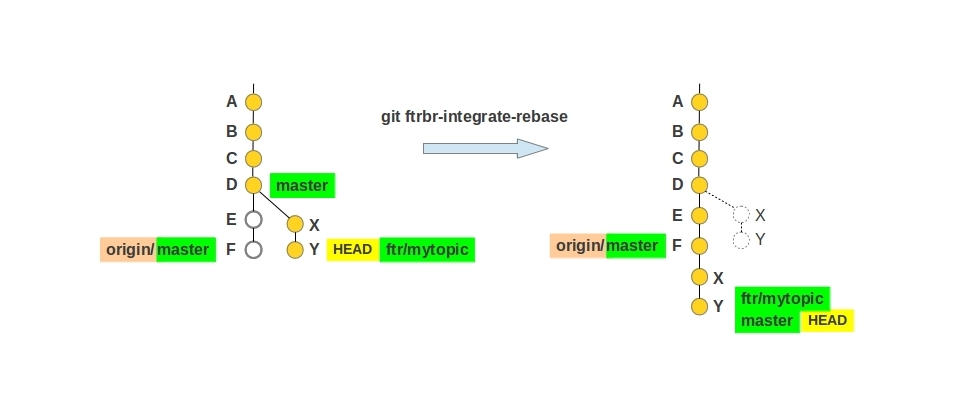 A
B
C
D master
E X
origin/master F Y HEAD ftr/mytopic
git ftrbr-integrate-rebase
A
B
C
D
E X
origin/master F Y
X
Y ftr/mytopic
master HEAD